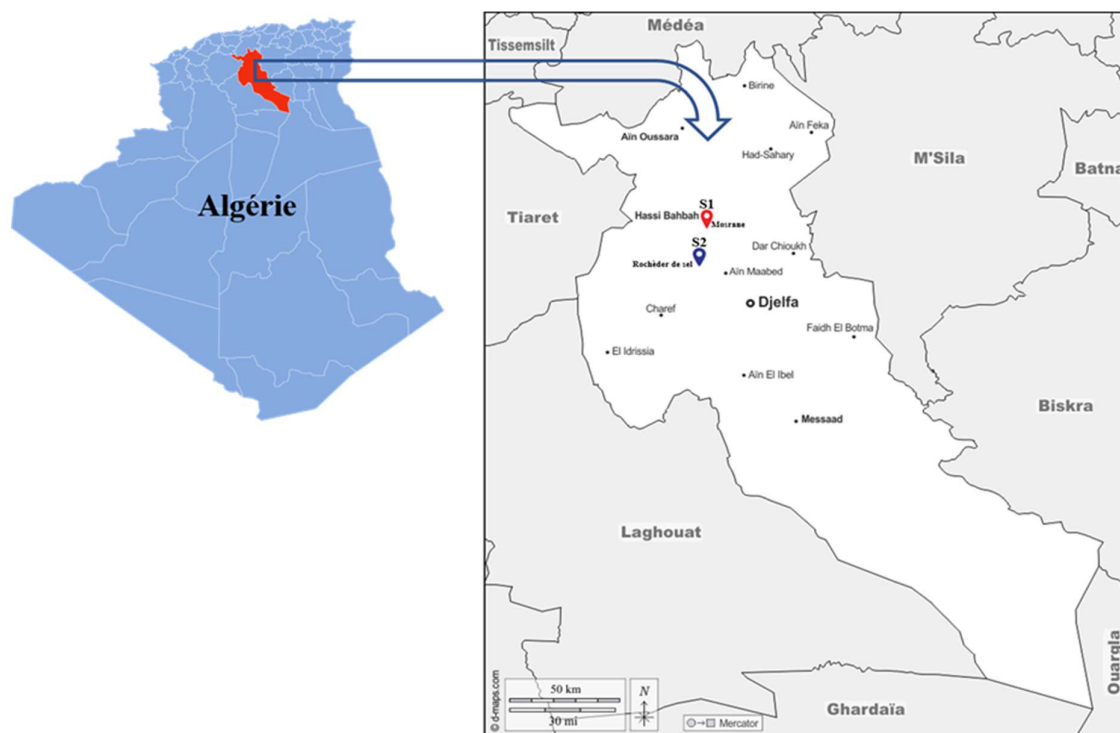 Algérie
Médéa
Tissemsilt
Birine
Aïn Oussara
Aïn Feka
Had-Sahary
M'Sila
Batna
Tiaret
S1
Hassi Bahbah
Mosrane
S2
Dar Chioukh
Rochèder de sel
Aïn Maabed
Djelfa
Charef
Faidh El Botma
El Idrissia
Aïn El Ibel
Biskra
Messaad
Laghouat
Ouargla
Ghardaïa
50 km
30 mi
N
Mercator
© d-maps.com